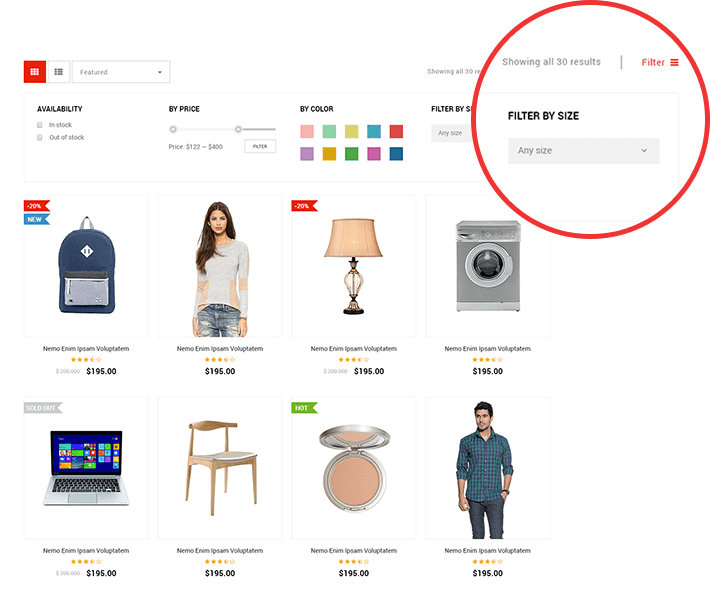 Featured
Showing all 30 re
Showing all 30 results
Filter
AVAILABILITY
In stock
Out of stock
BY PRICE
Price: $122 — $400
FILTER
BY COLOR
FILTER BY S
Any size
FILTER BY SIZE
Any size
-20%
NEW
-20%
Nemo Enim Ipsam Voluptatem
$ 200.000 $195.00
Nemo Enim Ipsam Voluptatem
$195.00
Nemo Enim Ipsam Voluptatem
$ 200.000 $195.00
Nemo Enim Ipsam Voluptatem
$195.00
SOLD OUT
HOT
Nemo Enim Ipsam Voluptatem
$ 200.000 $195.00
Nemo Enim Ipsam Voluptatem
$195.00
Nemo Enim Ipsam Voluptatem
$195.00
Nemo Enim Ipsam Voluptatem
$195.00